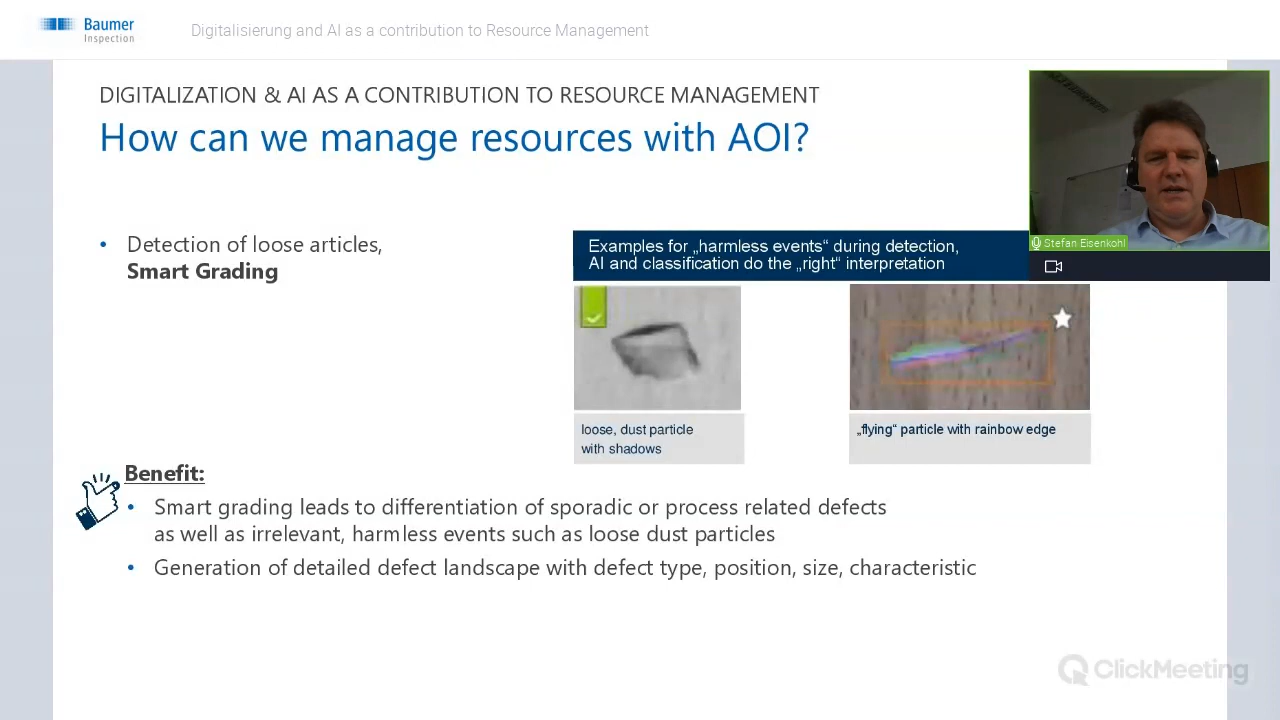 Baumer
Inspection
Digitalisierung and AI as a contribution to Resource Management
DIGITALIZATION & AI AS A CONTRIBUTION TO RESOURCE MANAGEMENT
How can we manage resources with AOI?
Stefan Eisenkohl
• Detection of loose articles,
Smart Grading
Examples for „harmless events“ during detection,
AI and classification do the „right“ interpretation
loose, dust particle
with shadows
„flying“ particle with rainbow edge
Benefit:
• Smart grading leads to differentiation of sporadic or process related defects
as well as irrelevant, harmless events such as loose dust particles
• Generation of detailed defect landscape with defect type, position, size, characteristic
ClickMeeting